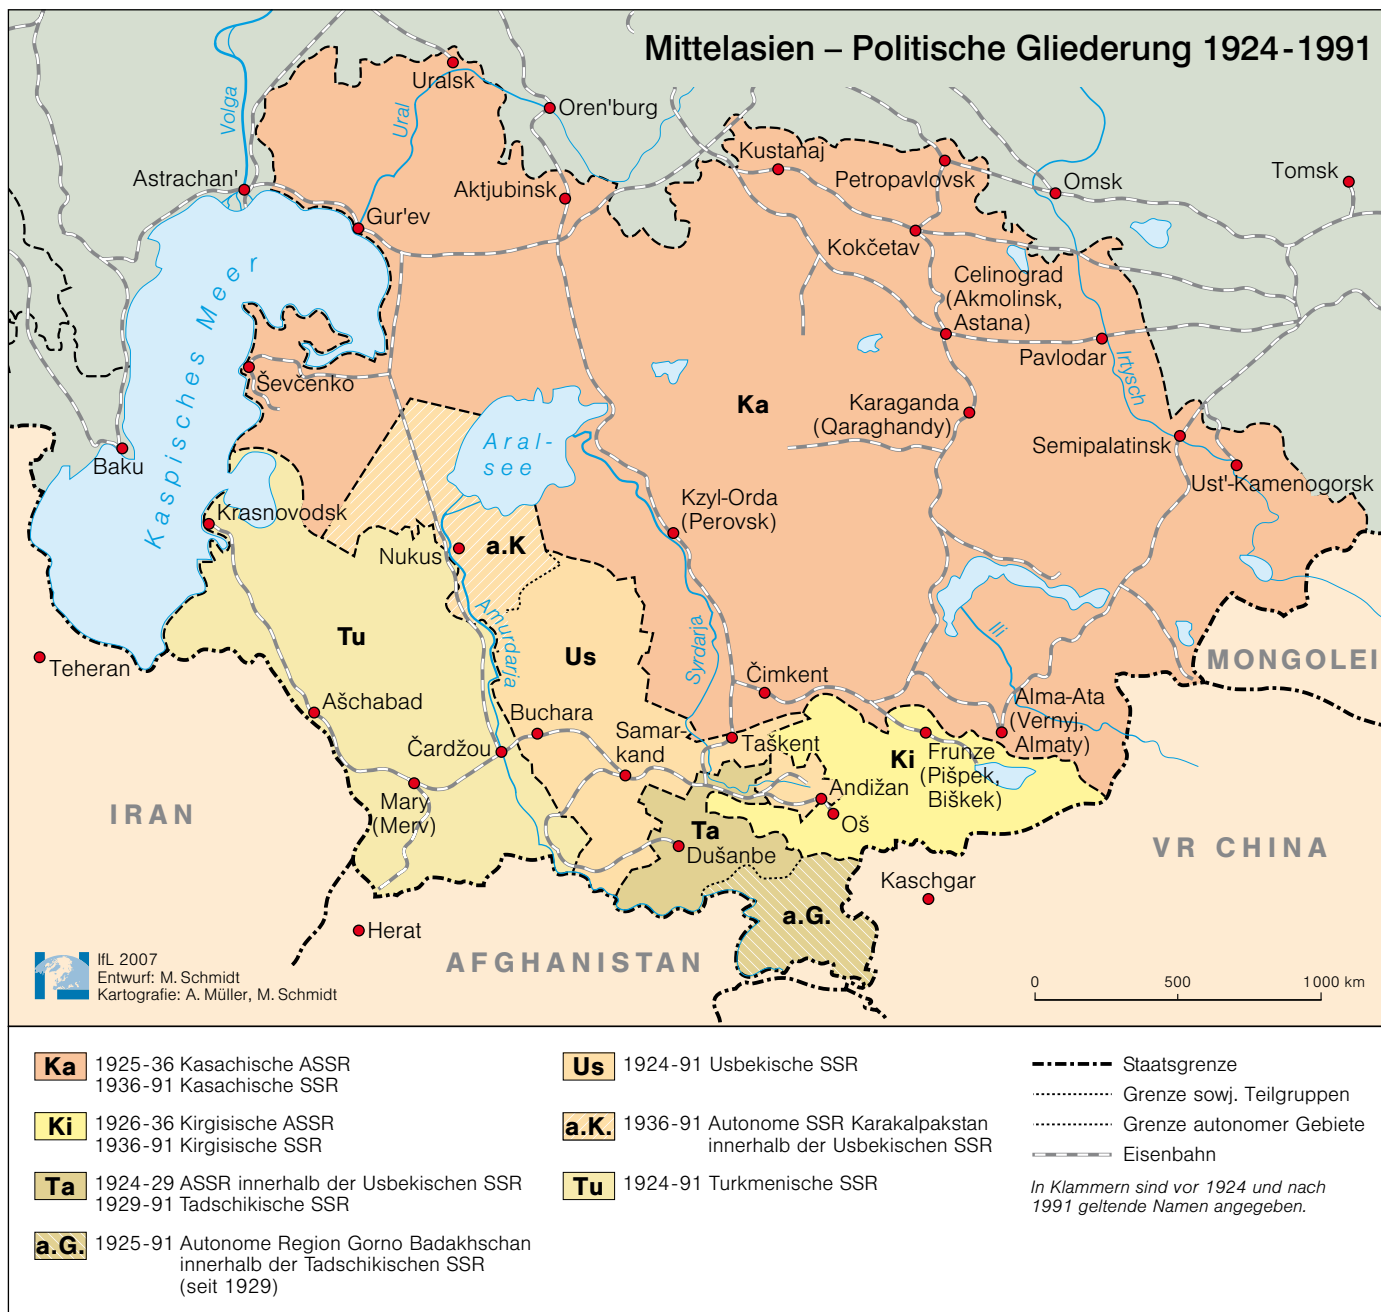 Mittelasien – Politische Gliederung 1924-1991
Volga
Ural
Uralsk
Oren'burg
Astrachan'
Gur'ev
Aktjubinsk
Kustanaj
Petropavlovsk
Omsk
Tomsk
Kokčetav
Celinograd
(Akmolinsk,
Astana)
Pavlodar
Irtysch
Kaspisches Meer
Ševčenko
Baku
Krasnovodsk
Aral-
see
Ka
Karaganda
(Qaraghandy)
Semipalatinsk
Ust'-Kamenogorsk
Kzyl-Orda
(Perovsk)
Nukus
a.K
Amurdarja
Syrdarja
Ili
Tu
Us
Teheran
MONGOLEI
Ašchabad
Čardžou
Buchara
Samar-
kand
Čimkent
Taškent
Alma-Ata
(Vernyj,
Almaty)
Ki
Frunze
(Pišpek,
Biškek)
Mary
(Merv)
Andižan
Oš
Ta
Dušanbe
IRAN
VR CHINA
Kaschgar
a.G.
Herat
AFGHANISTAN
IfL 2007
Entwurf: M. Schmidt
Kartografie: A. Müller, M. Schmidt
0 500 1000 km
Ka 1925-36 Kasachische ASSR
1936-91 Kasachische SSR
Ki 1926-36 Kirgisische ASSR
1936-91 Kirgisische SSR
Ta 1924-29 ASSR innerhalb der Usbekischen SSR
1929-91 Tadschikische SSR
a.G. 1925-91 Autonome Region Gorno Badakhschan
innerhalb der Tadschikischen SSR
(seit 1929)
Us 1924-91 Usbekische SSR
a.K. 1936-91 Autonome SSR Karakalpakstan
innerhalb der Usbekischen SSR
Tu 1924-91 Turkmenische SSR
Staatsgrenze
Grenze sowj. Teilgruppen
Grenze autonomer Gebiete
Eisenbahn
In Klammern sind vor 1924 und nach
1991 geltende Namen angegeben.